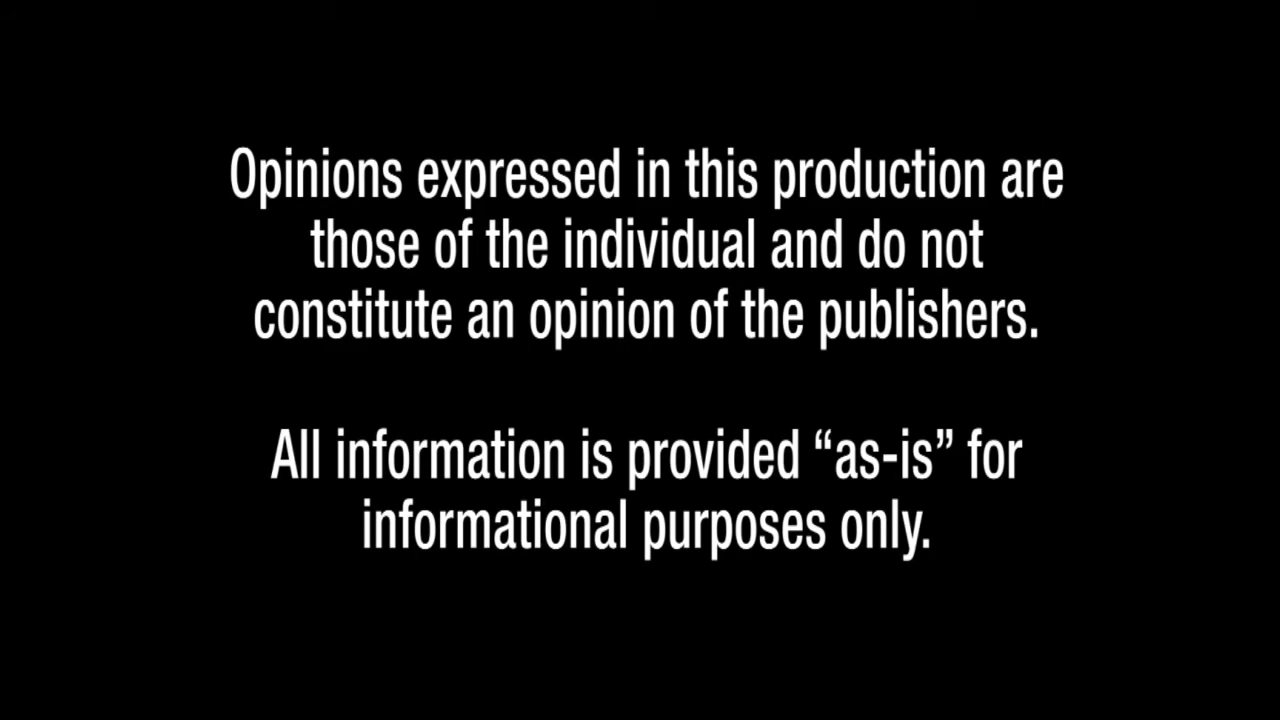 Opinions expressed in this production are
those of the individual and do not
constitute an opinion of the publishers.
All information is provided “as-is” for
informational purposes only.